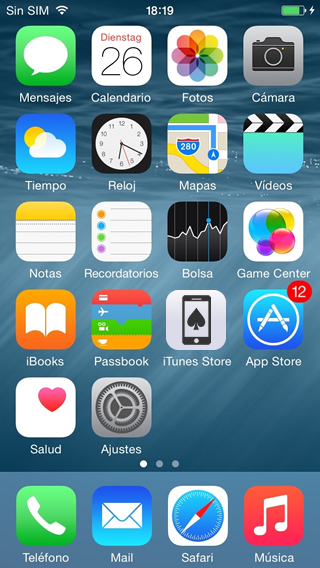 Sin SIM 18:19
Dienstag
26
280
12
Mensajes Calendario Fotos Cámara
Tiempo Reloj Mapas Vídeos
Notas Recordatorios Bolsa Game Center
iBooks Passbook iTunes Store App Store
Salud Ajustes
Teléfono Mail Safari Música